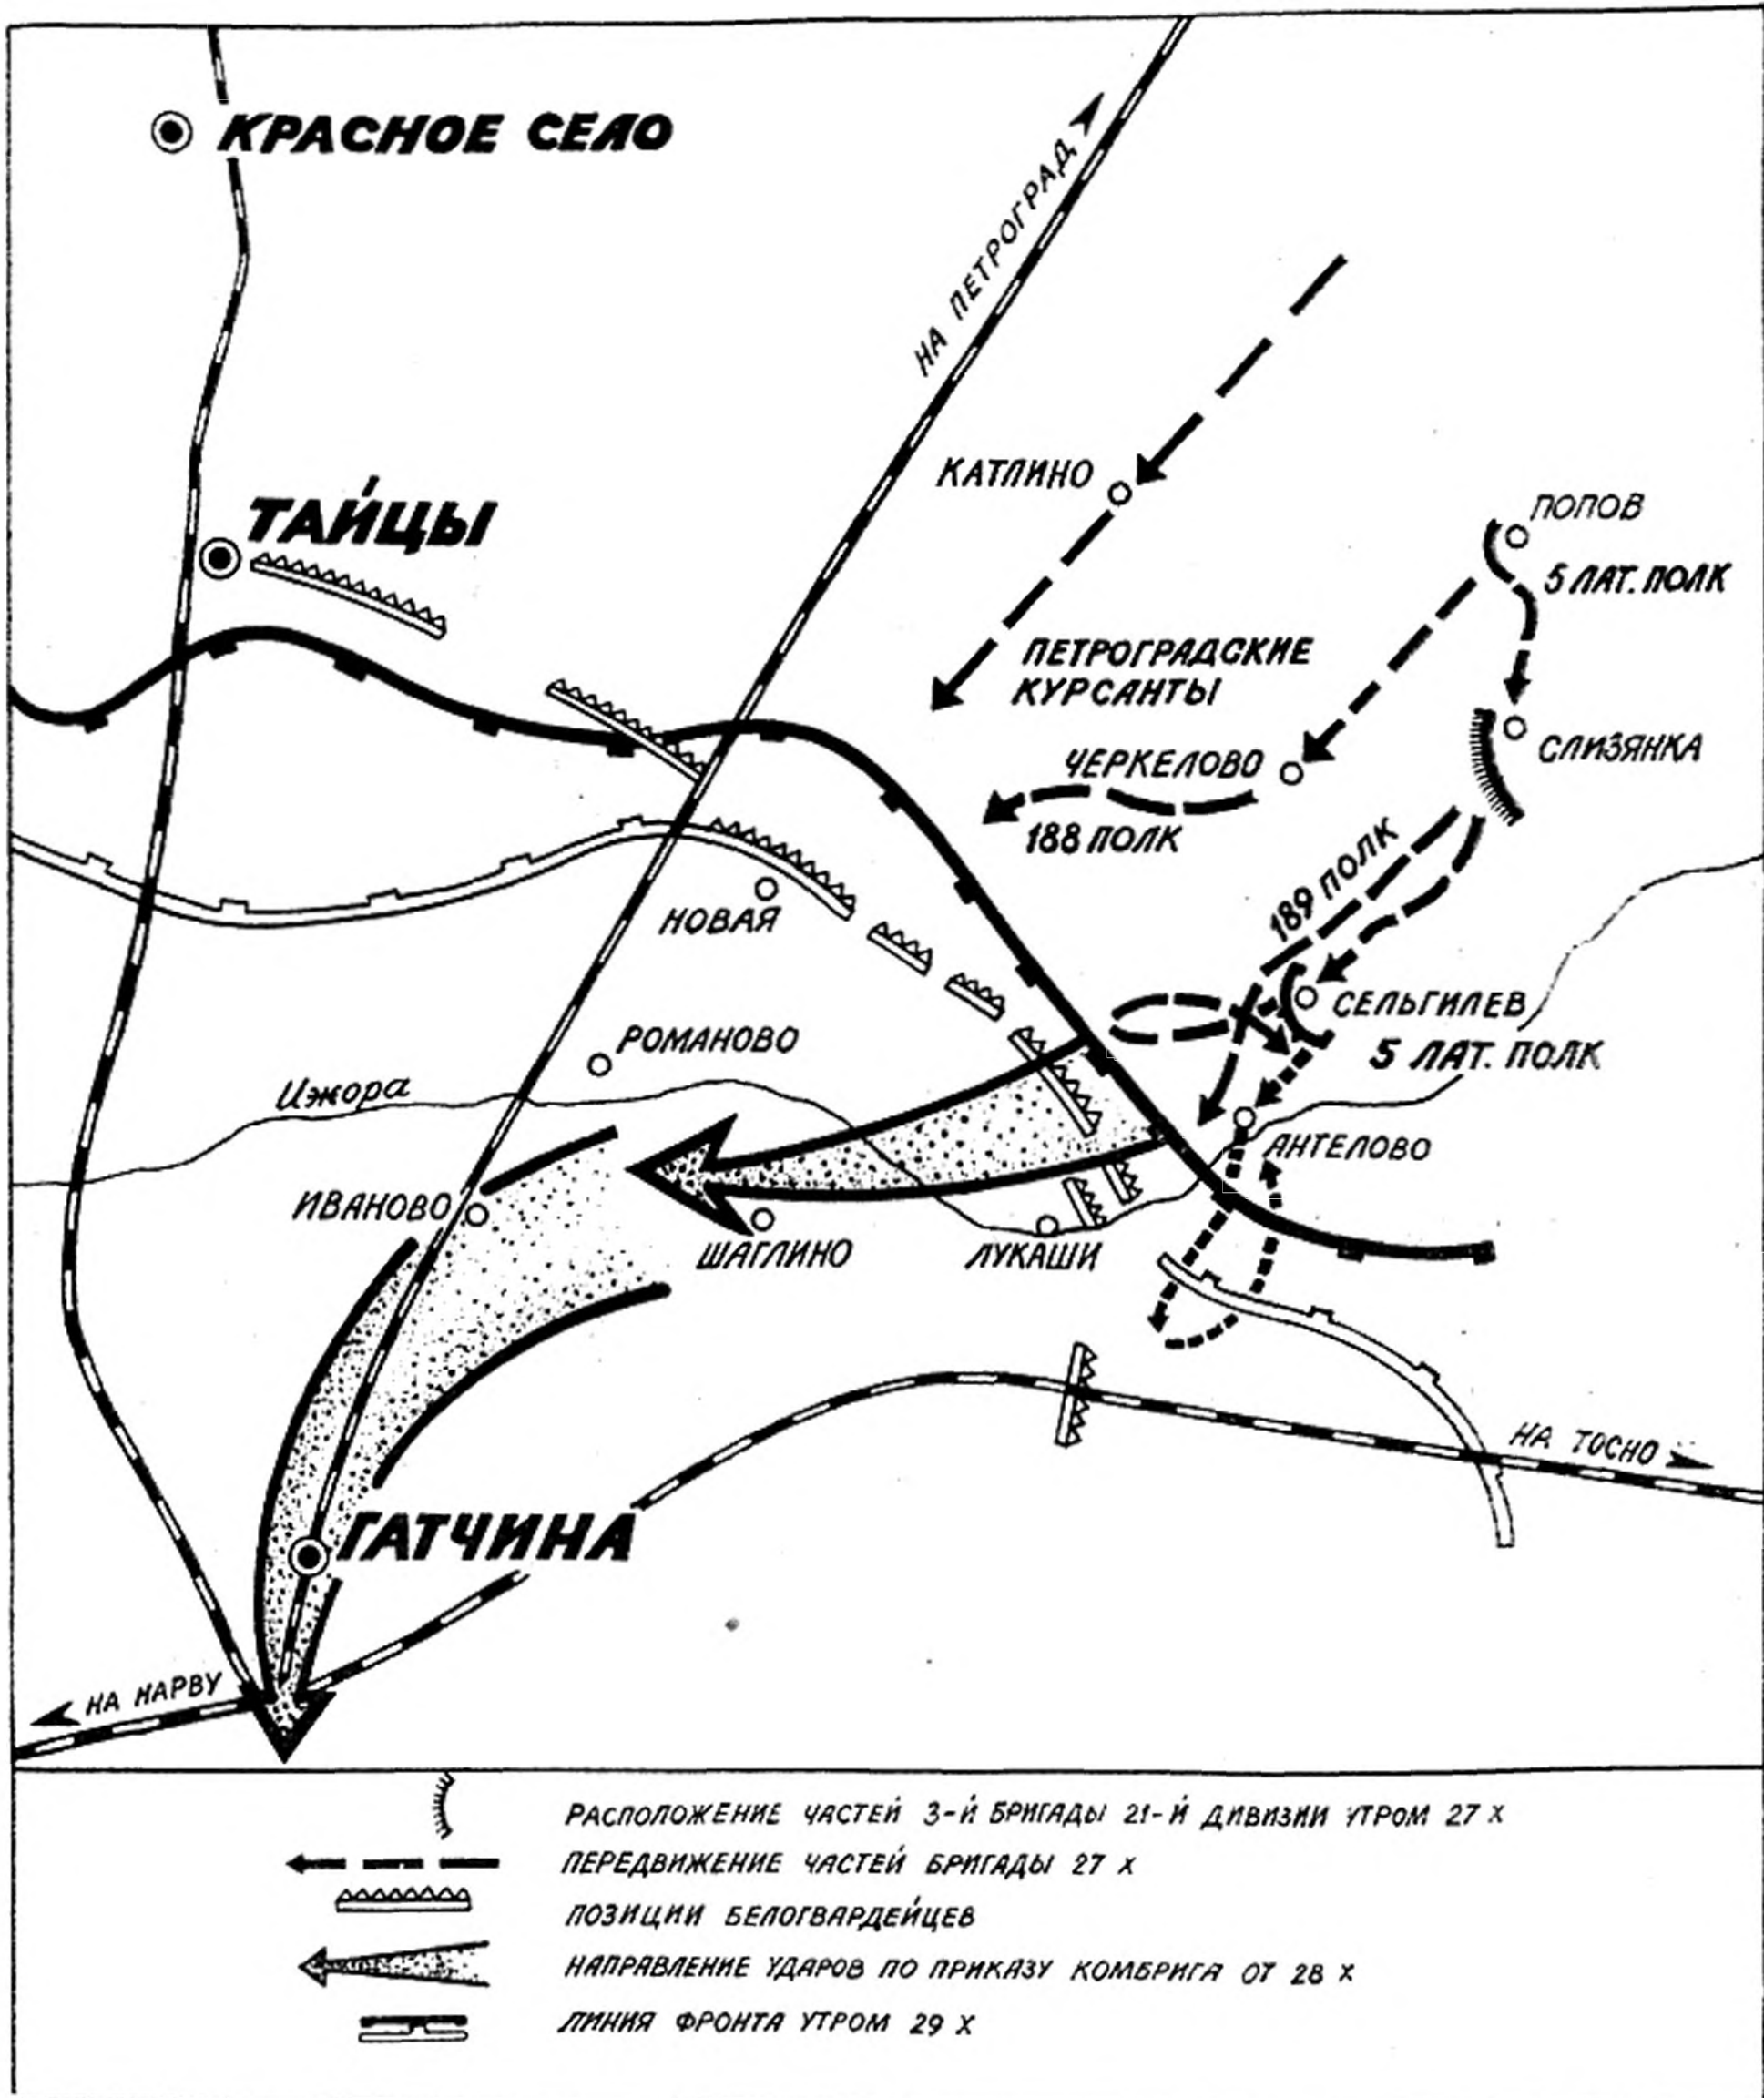 КРАСНОЕ СЕЛО
НА ПЕТРОГРАД
КАТЛИНО
ПОПОВ
5 ЛАТ. ПОЛК
ТАЙЦЫ
ПЕТРОГРАДСКИЕ
КУРСАНТЫ
СЛИЗЯНКА
ЧЕРКЕЛОВО
188 ПОЛК
189 ПОЛК
НОВАЯ
СЕЛЬГИЛЕВ
5 ЛАТ. ПОЛК
РОМАНОВО
Ижора
АНТЕЛОВО
ИВАНОВО
ШАГЛИНО
ЛУКАШИ
НА ТОСНО
ГАТЧИНА
НА НАРВУ
РАСПОЛОЖЕНИЕ ЧАСТЕЙ 3-Й БРИГАДЫ 21-Й ДИВИЗИИ УТРОМ 27 X
ПЕРЕДВИЖЕНИЕ ЧАСТЕЙ БРИГАДЫ 27 X
ПОЗИЦИИ БЕЛОГВАРДЕЙЦЕВ
НАПРАВЛЕНИЕ УДАРОВ ПО ПРИКАЗУ КОМБРИГА ОТ 28 X
ЛИНИЯ ФРОНТА УТРОМ 29 X